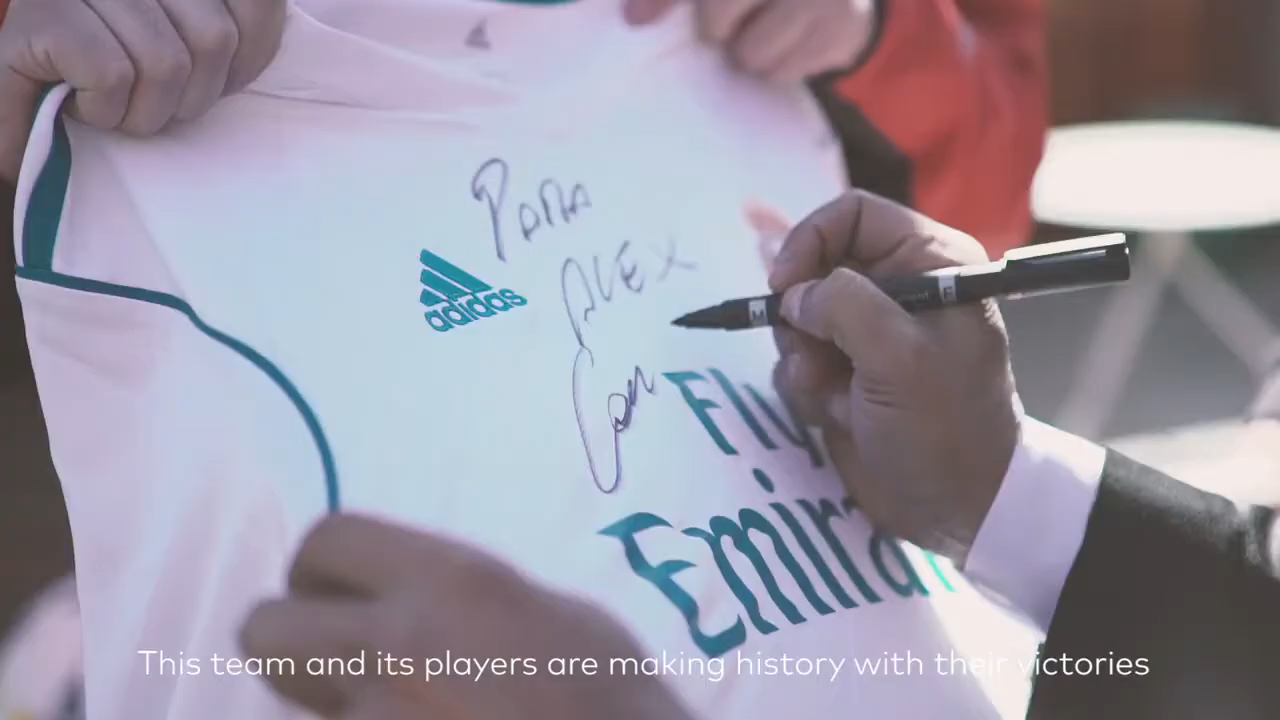 PARA
ALEX
Con
adidas
Fly
Emira
M
F
This team and its players are making history with their victories